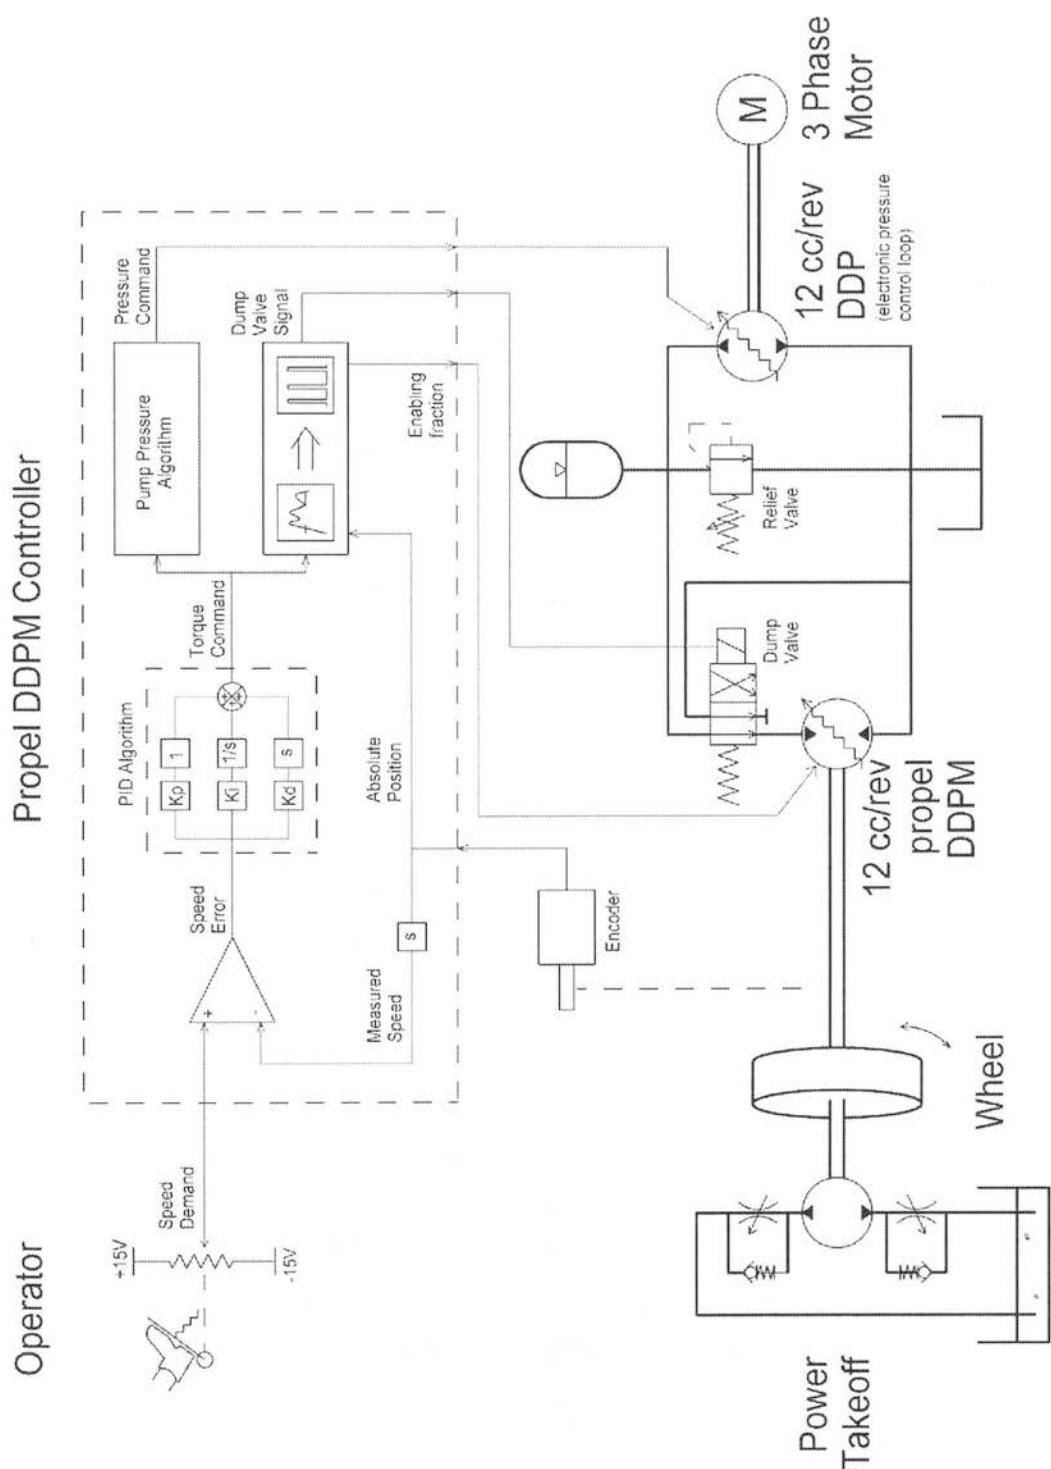 Operator
Propel DDPM Controller
+15V
-15V
Speed
Demand
+
-
Speed
Error
Measured
Speed
s
PID Algorithm
Kp
1
Ki
1/s
Kd
s
Torque
Command
Absolute
Position
Pump Pressure
Algorithm
Pressure
Command
Dump
Valve
Signal
Enabling
fraction
Encoder
Dump
Valve
Relief
Valve
Power
Takeoff
Wheel
12 cc/rev
propel
DDPM
12 cc/rev
DDP
(electronic pressure
control loop)
M
3 Phase
Motor